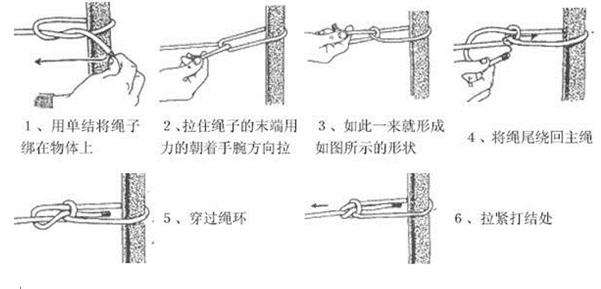 1、用单结将绳子
绑在物体上
2、拉住绳子的末端用
力的朝着手腕方向拉
3、如此一来就形成
如图所示的形状
4、将绳尾绕回主绳
5、穿过绳环
6、拉紧打结处